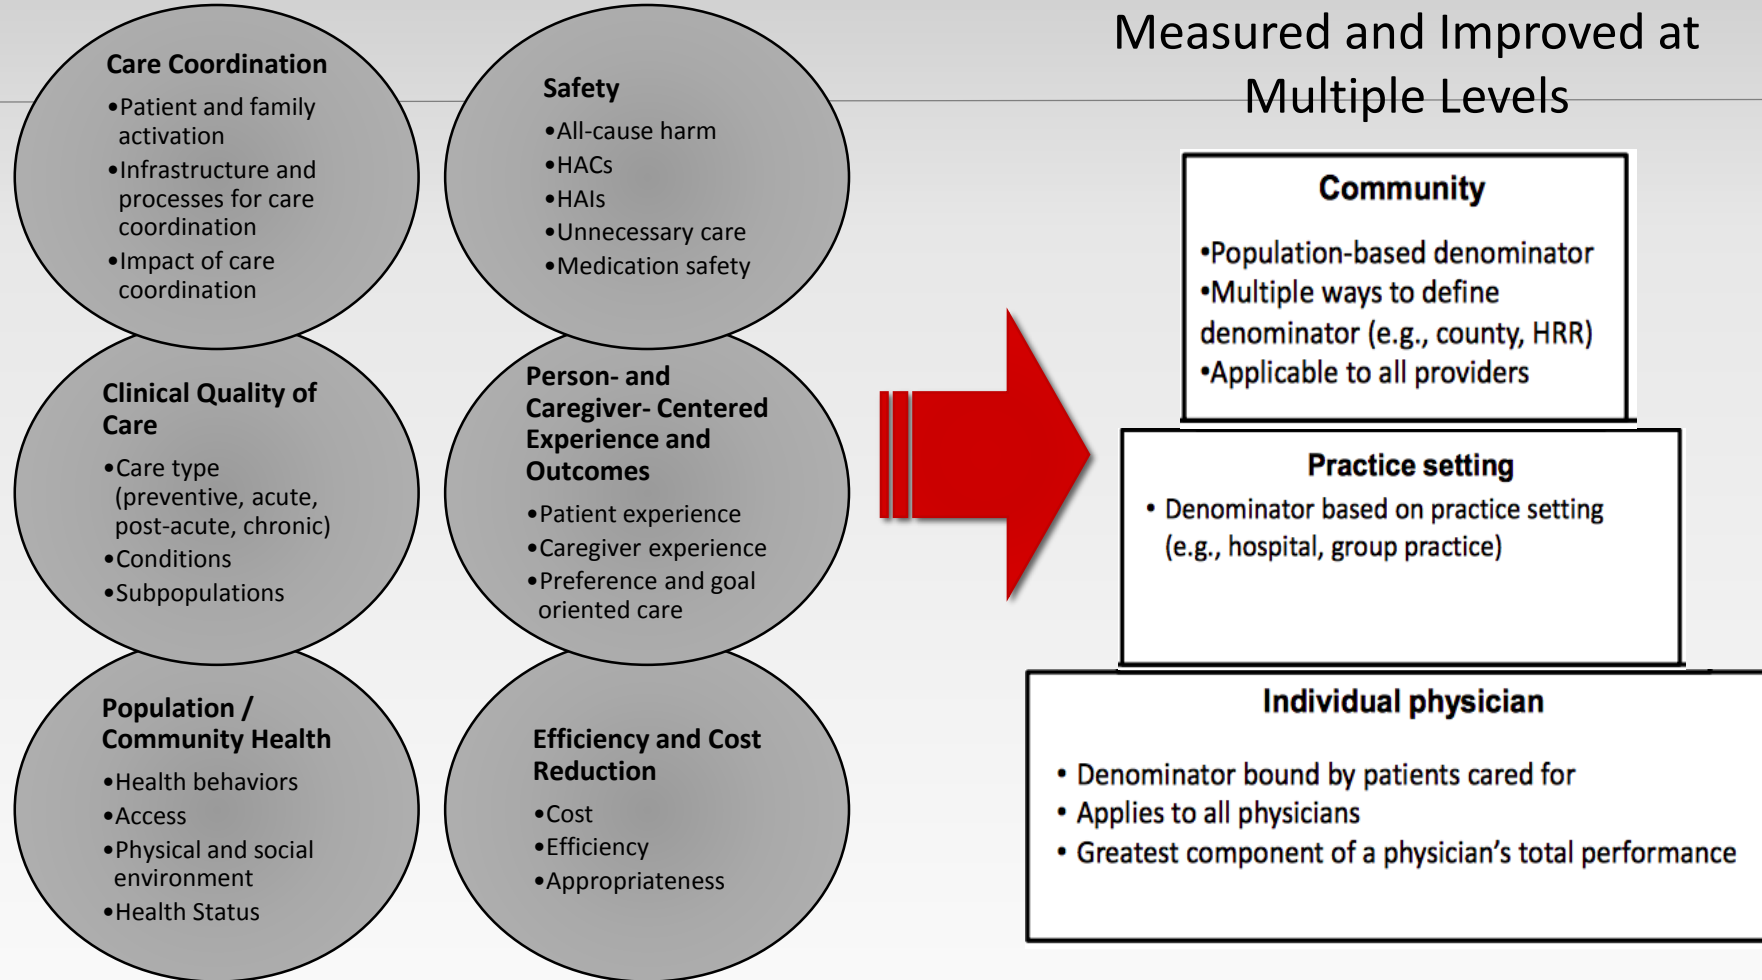 Care Coordination
•Patient and family
activation
•Infrastructure and
processes for care
coordination
•Impact of care
coordination
Safety
•All-cause harm
•HACs
•HAIs
•Unnecessary care
•Medication safety
Clinical Quality of
Care
•Care type
(preventive, acute,
post-acute, chronic)
•Conditions
•Subpopulations
Person- and
Caregiver- Centered
Experience and
Outcomes
•Patient experience
•Caregiver experience
•Preference and goal
oriented care
Population /
Community Health
•Health behaviors
•Access
•Physical and social
environment
•Health Status
Efficiency and Cost
Reduction
•Cost
•Efficiency
•Appropriateness
Measured and Improved at
Multiple Levels
Community
•Population-based denominator
•Multiple ways to define
denominator (e.g., county, HRR)
•Applicable to all providers
Practice setting
• Denominator based on practice setting
(e.g., hospital, group practice)
Individual physician
• Denominator bound by patients cared for
• Applies to all physicians
• Greatest component of a physician’s total performance